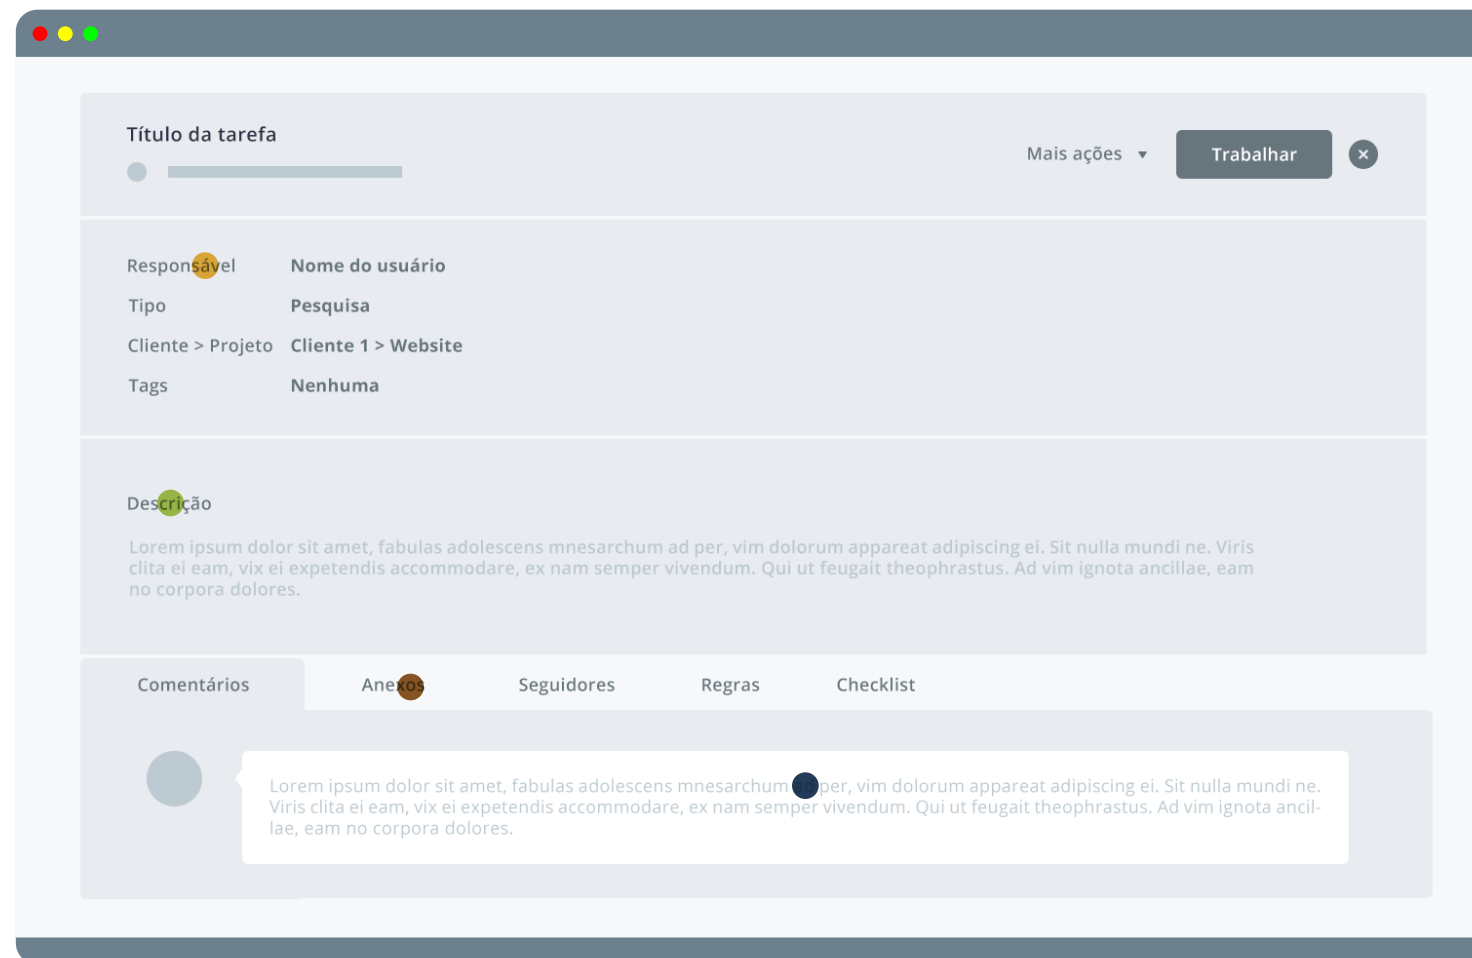 Título da tarefa
Mais ações
Trabalhar
Responsável Nome do usuário
Tipo Pesquisa
Cliente > Projeto Cliente 1 > Website
Tags Nenhuma
Descrição
Lorem ipsum dolor sit amet, fabulas adolescens mnesarchum ad per, vim dolorum appareat adipiscing ei. Sit nulla mundi ne. Viris
clita ei eam, vix ei expetendis accommodare, ex nam semper vivendum. Qui ut feugait theophrastus. Ad vim ignota ancillae, eam
no corpora dolores.
Comentários Anexos Seguidores Regras Checklist
Lorem ipsum dolor sit amet, fabulas adolescens mnesarchum ad per, vim dolorum appareat adipiscing ei. Sit nulla mundi ne.
Viris clita ei eam, vix ei expetendis accommodare, ex nam semper vivendum. Qui ut feugait theophrastus. Ad vim ignota ancil-
lae, eam no corpora dolores.